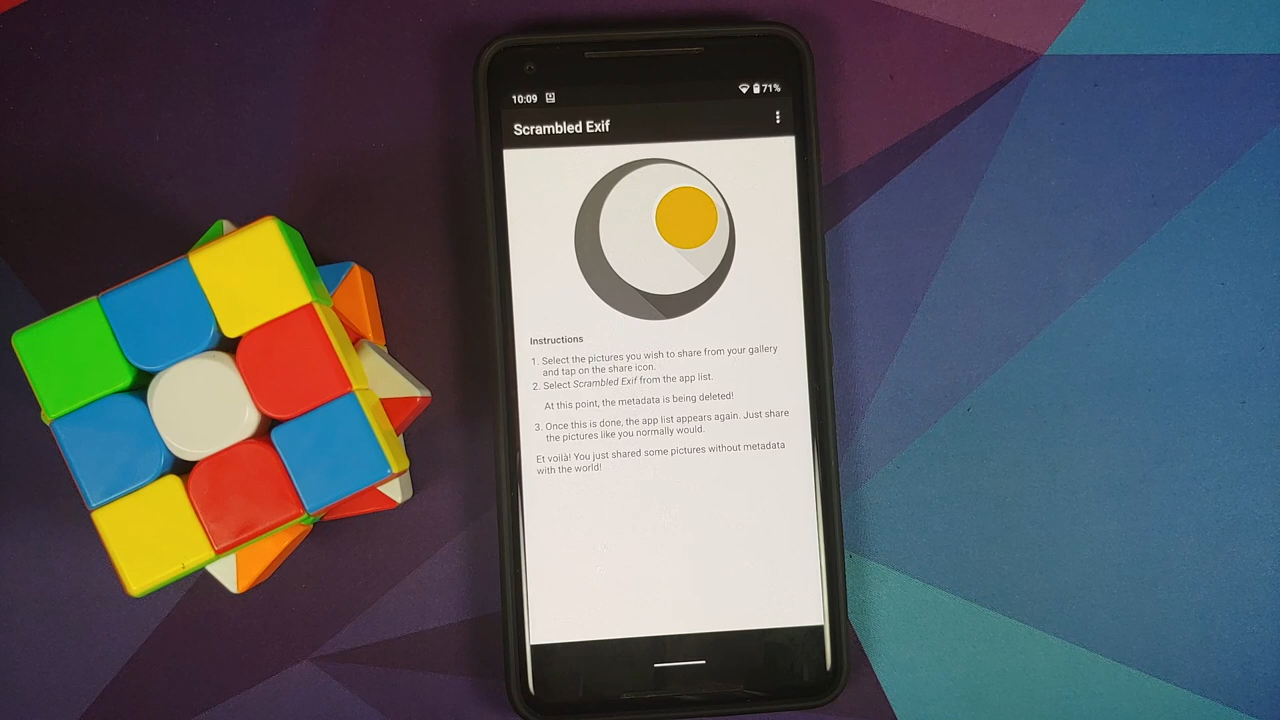 10:09
71%
Scrambled Exif
Instructions
1. Select the pictures you wish to share from your gallery
and tap on the share icon.
2. Select Scrambled Exif from the app list.
At this point, the metadata is being deleted!
3. Once this is done, the app list appears again. Just share
the pictures like you normally would.
Et voilà! You just shared some pictures without metadata
with the world!